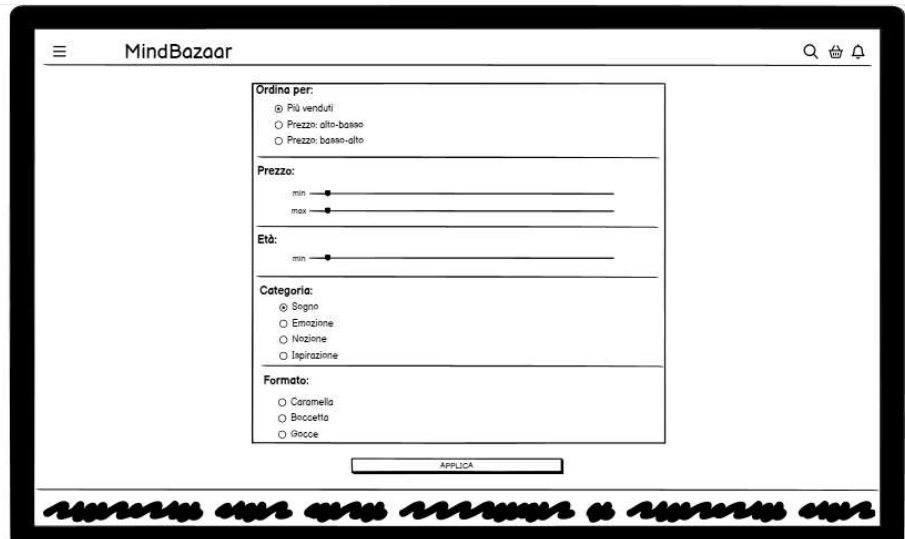 MindBazaar
Ordina per:
Più venduti
Prezzo: alto-basso
Prezzo: basso-alto
Prezzo:
min
max
Età:
min
Categoria:
Sogno
Emozione
Nozione
Ispirazione
Formato:
Caramella
Boccetta
Gocce
APPLICA